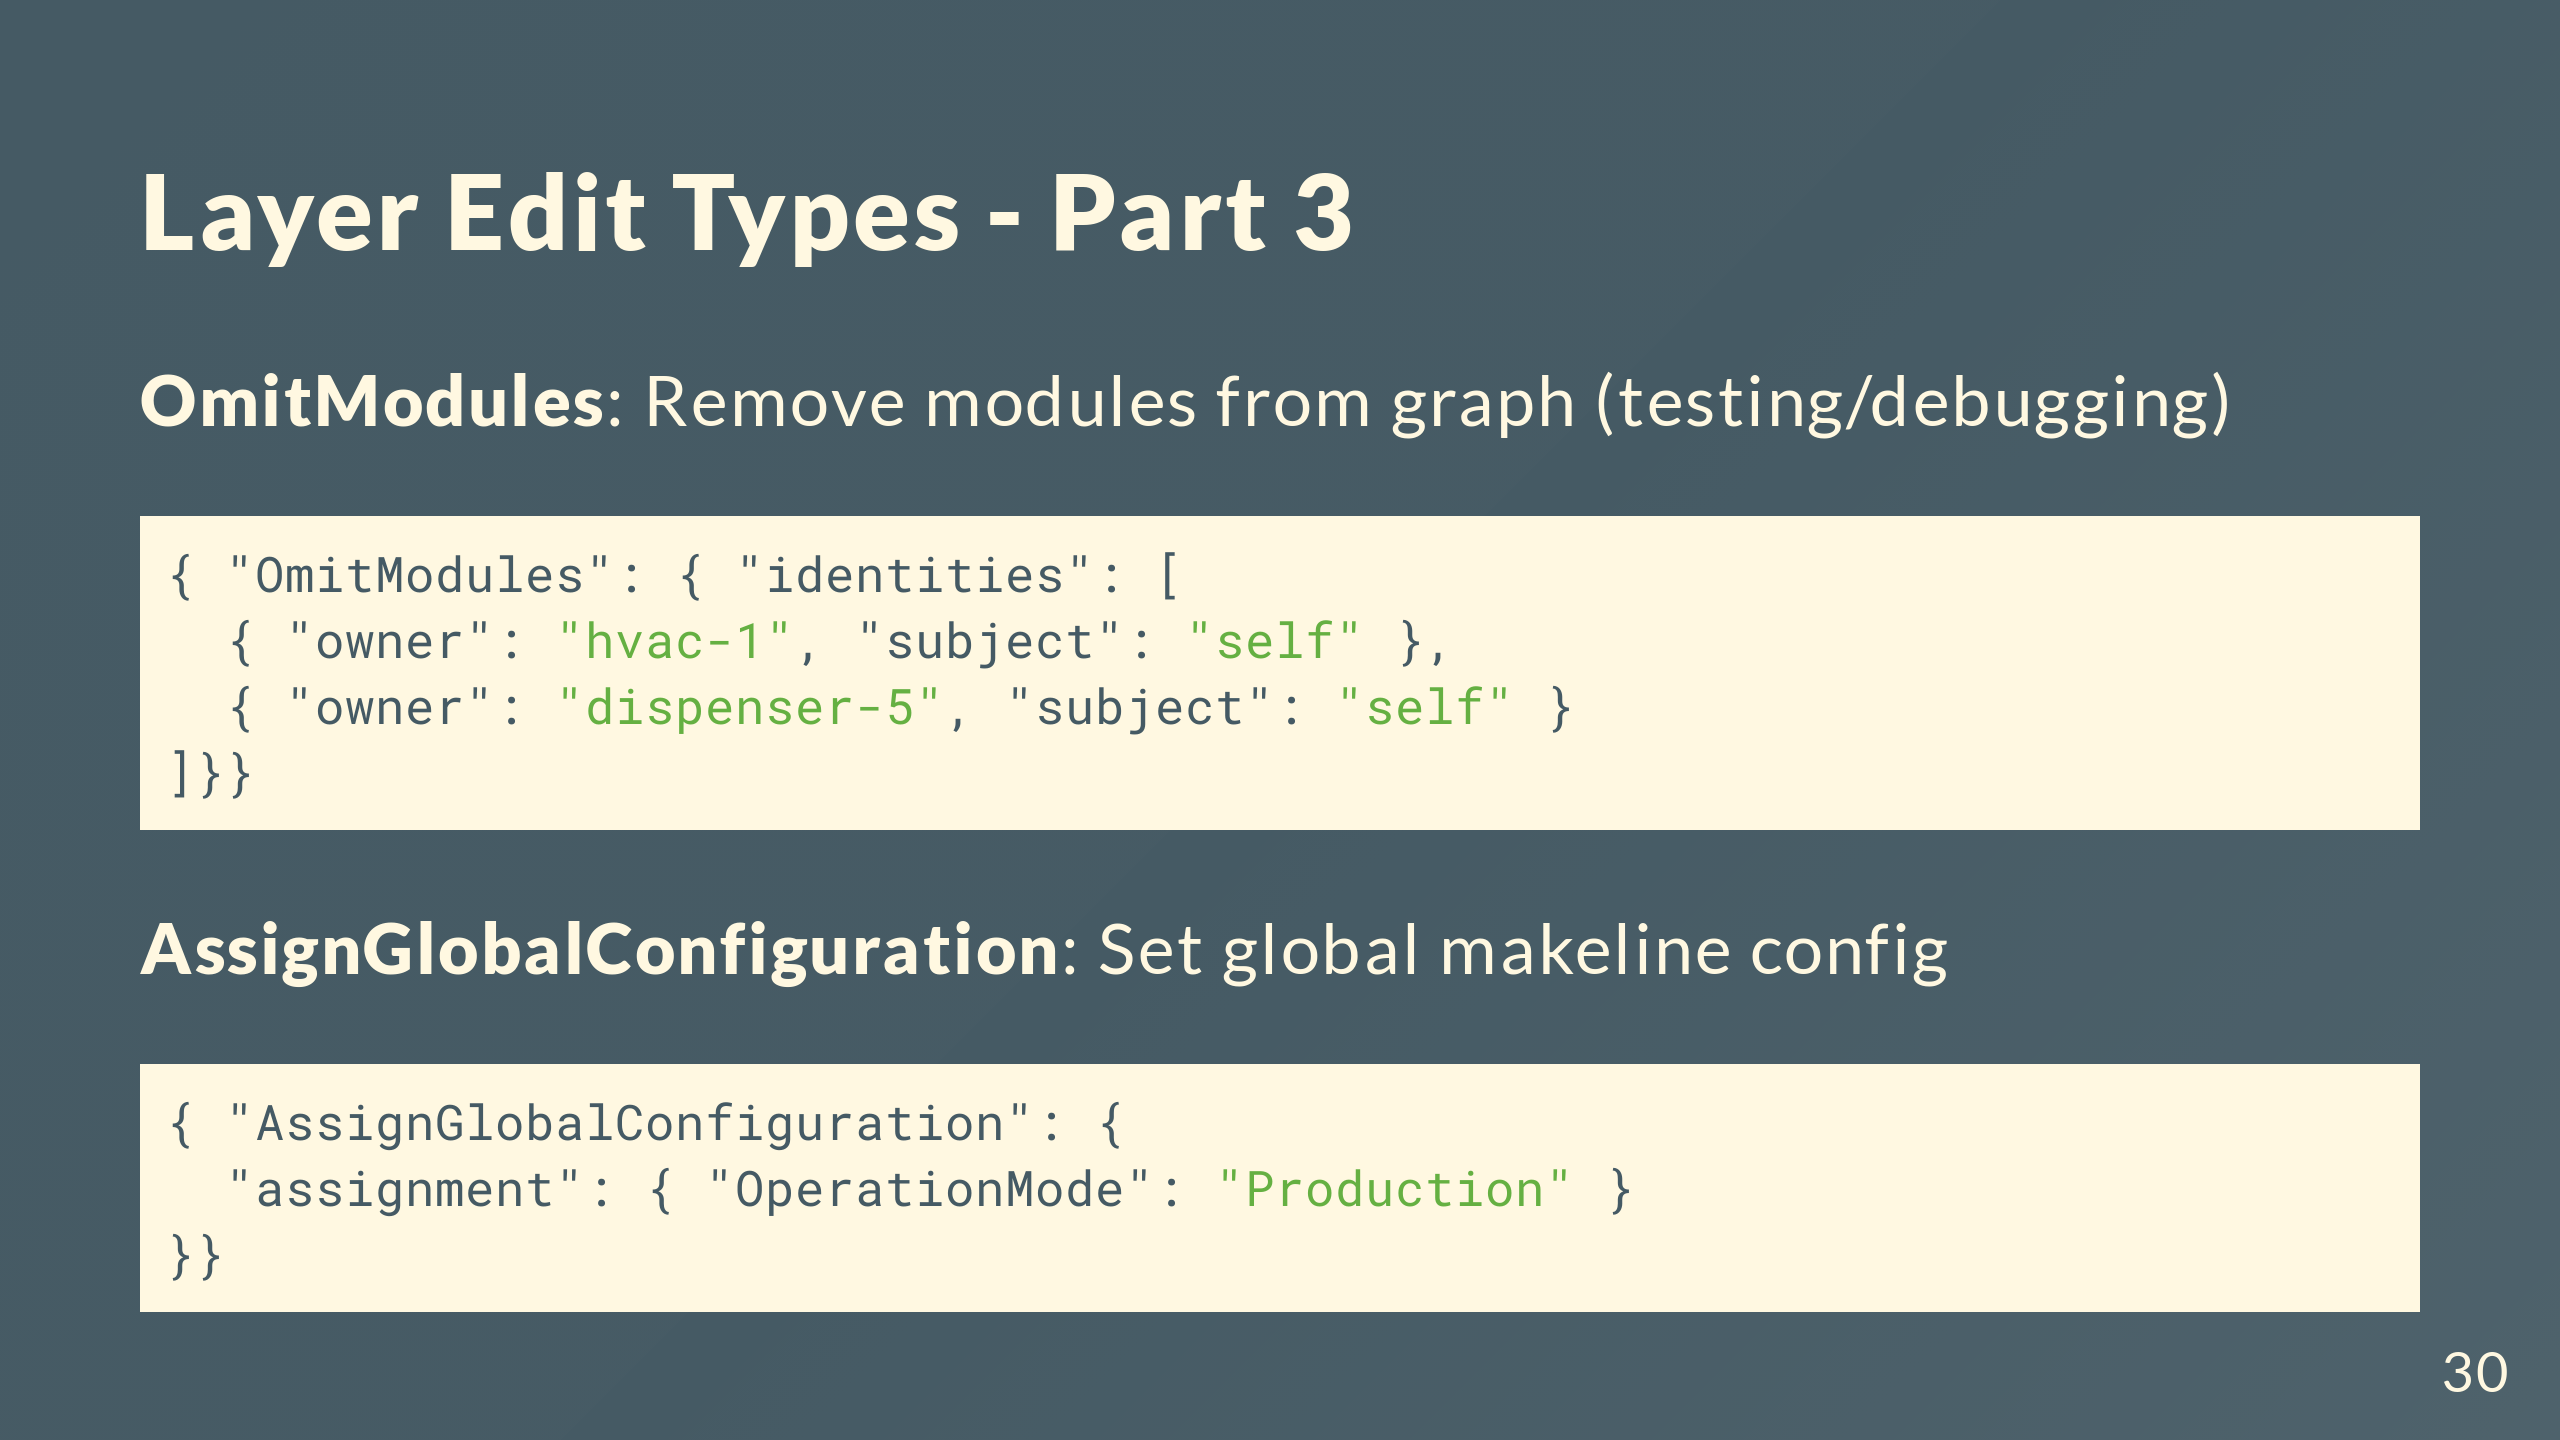 Layer Edit Types - Part 3
OmitModules: Remove modules from graph (testing/debugging)
{ "OmitModules": { "identities": [
  { "owner": "hvac-1", "subject": "self" },
  { "owner": "dispenser-5", "subject": "self" }
]}}
AssignGlobalConfiguration: Set global makeline config
{ "AssignGlobalConfiguration": {
  "assignment": { "OperationMode": "Production" }
}}
30